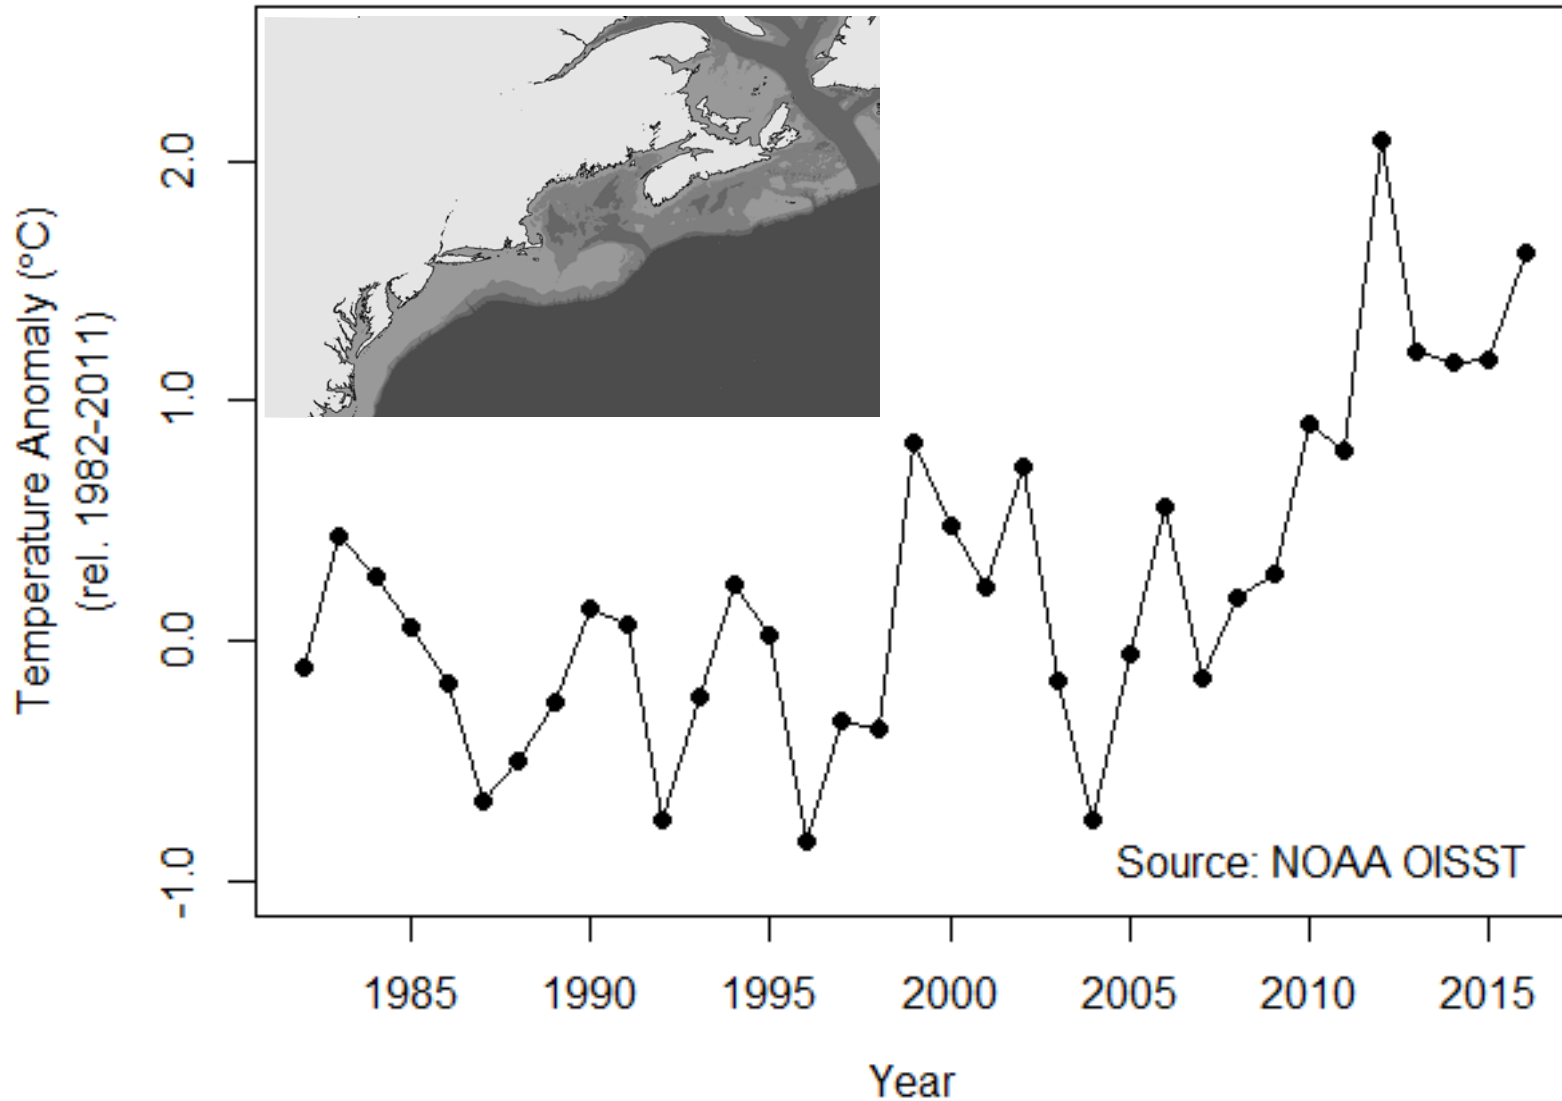 Temperature Anomaly (°C)
(rel. 1982-2011)
2.0
1.0
0.0
-1.0
Source: NOAA OISST
1985 1990 1995 2000 2005 2010 2015
Year